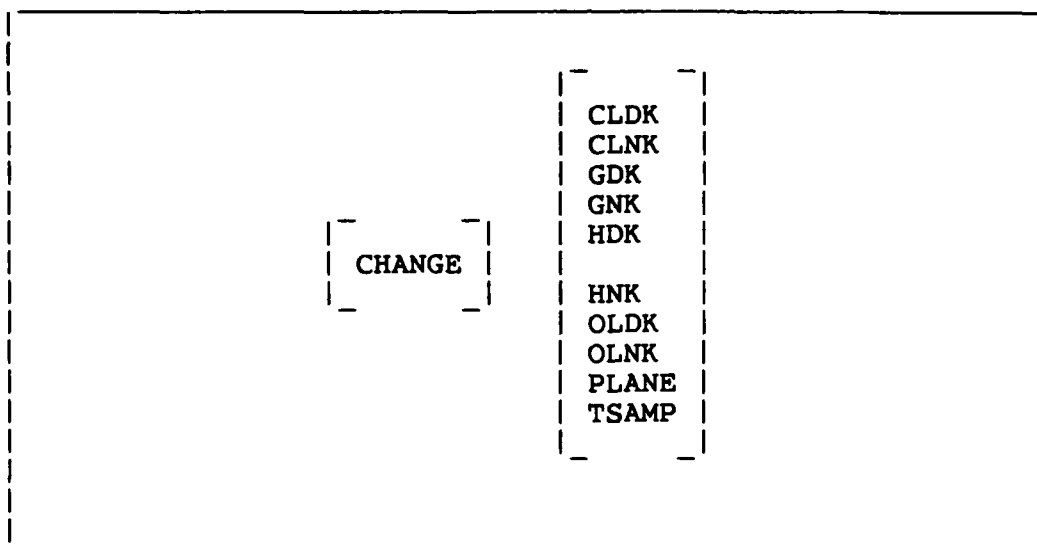 CHANGE
CLDK
CLNK
GDK
GNK
HDK
HNK
OLDK
OLNK
PLANE
TSAMP